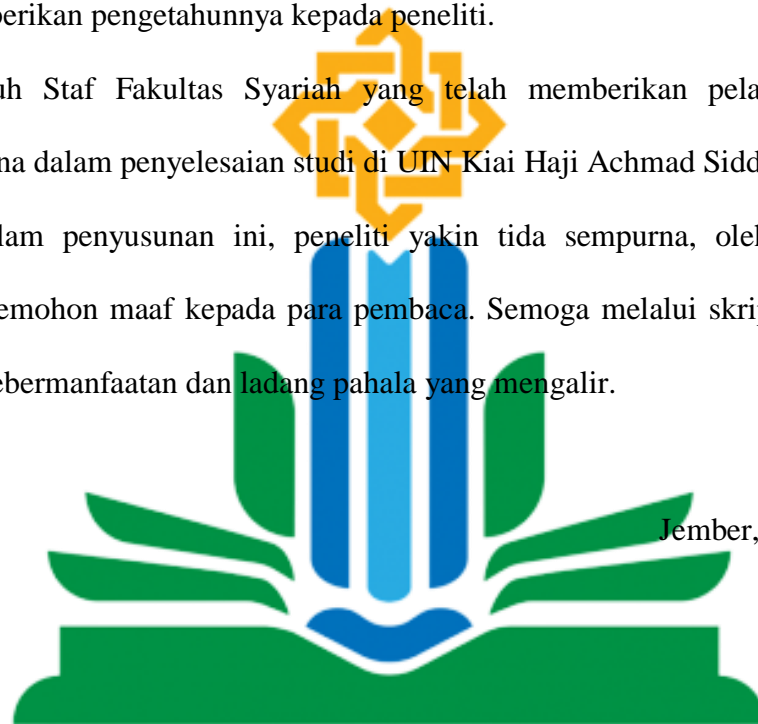 berikan pengetahunnya kepada peneliti.
uh Staf Fakultas Syariah yang telah memberikan pela
na dalam penyelesaian studi di UIN Kiai Haji Achmad Sidd
lam penyusunan ini, peneliti yakin tida sempurna, oleh
emohon maaf kepada para pembaca. Semoga melalui skrip
ebermanfaatan dan ladang pahala yang mengalir.
Jember,